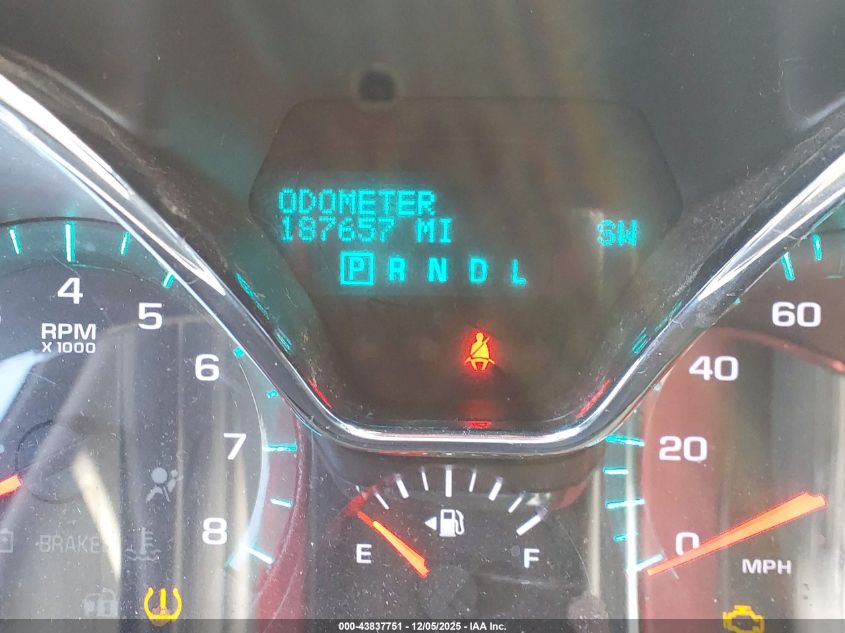 ODOMETER
187657 MI
SW
P R N D L
4
5
RPM
X 1000
6
7
8
BRAKE
E
F
60
40
20
0
MPH
000-43837751 - 12/05/2025 - IAA Inc.